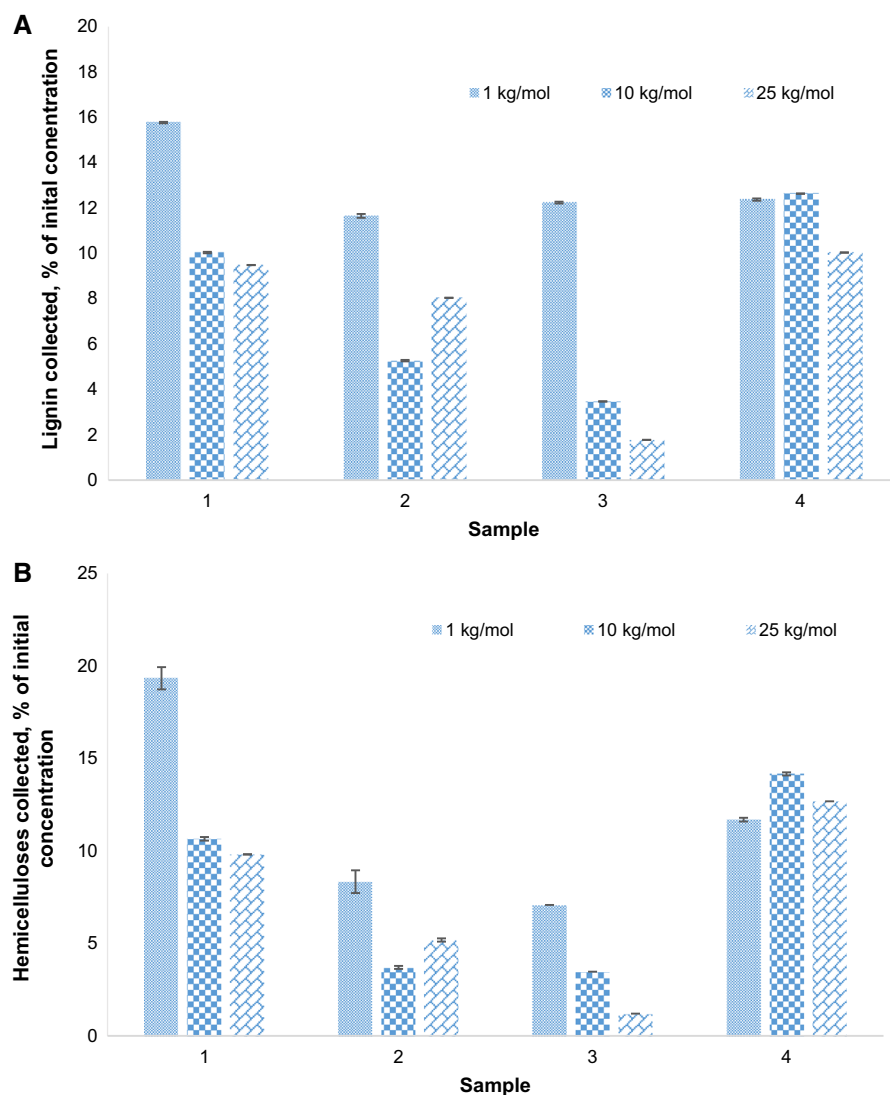 A
Lignin collected, % of inital conentration
20
18
16
14
12
10
8
6
4
2
0
1 kg/mol
10 kg/mol
25 kg/mol
1
2
3
4
Sample
B
Hemicelluloses collected, % of initial
concentration
25
20
15
10
5
0
1 kg/mol
10 kg/mol
25 kg/mol
1
2
3
4
Sample